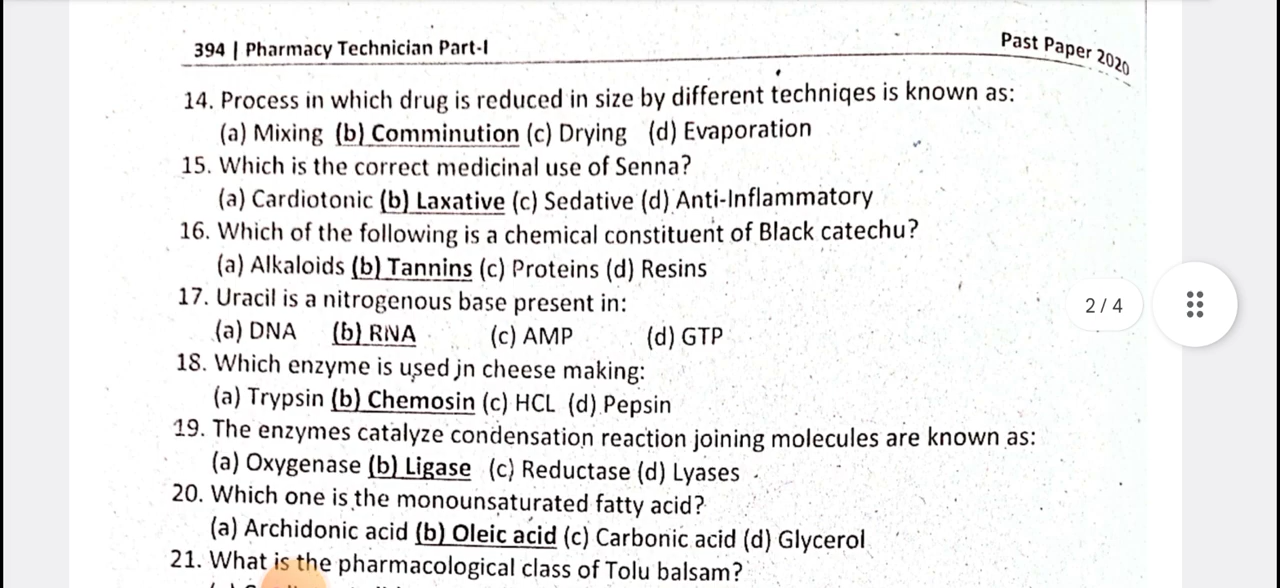 394 | Pharmacy Technician Part-I
Past Paper 2020
14. Process in which drug is reduced in size by different techniqes is known as:
(a) Mixing (b) Comminution (c) Drying (d) Evaporation
15. Which is the correct medicinal use of Senna?
(a) Cardiotonic (b) Laxative (c) Sedative (d) Anti-Inflammatory
16. Which of the following is a chemical constituent of Black catechu?
(a) Alkaloids (b) Tannins (c) Proteins (d) Resins
17. Uracil is a nitrogenous base present in:
(a) DNA (b) RNA (c) AMP (d) GTP
18. Which enzyme is used in cheese making:
(a) Trypsin (b) Chemosin (c) HCL (d) Pepsin
2 / 4
19. The enzymes catalyze condensation reaction joining molecules are known as:
(a) Oxygenase (b) Ligase (c) Reductase (d) Lyases
20. Which one is the monounsaturated fatty acid?
(a) Archidonic acid (b) Oleic acid (c) Carbonic acid (d) Glycerol
21. What is the pharmacological class of Tolu balsam?